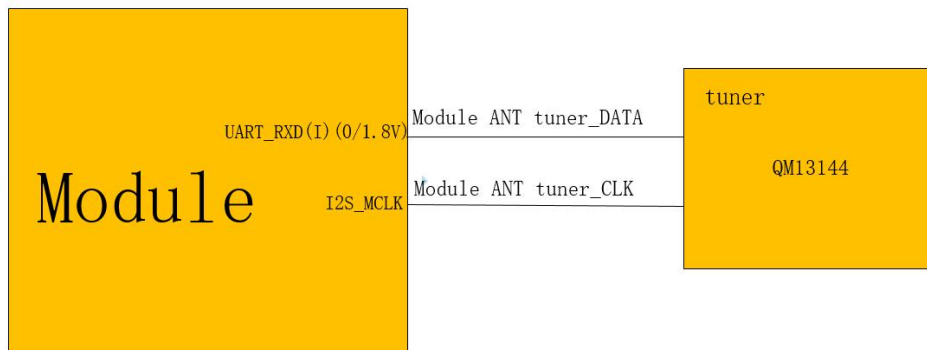 tuner
Module ANT tuner_DATA
UART_RXD(I)(0/1.8V)
QM13144
Module ANT tuner_CLK
Module
I2S_MCLK